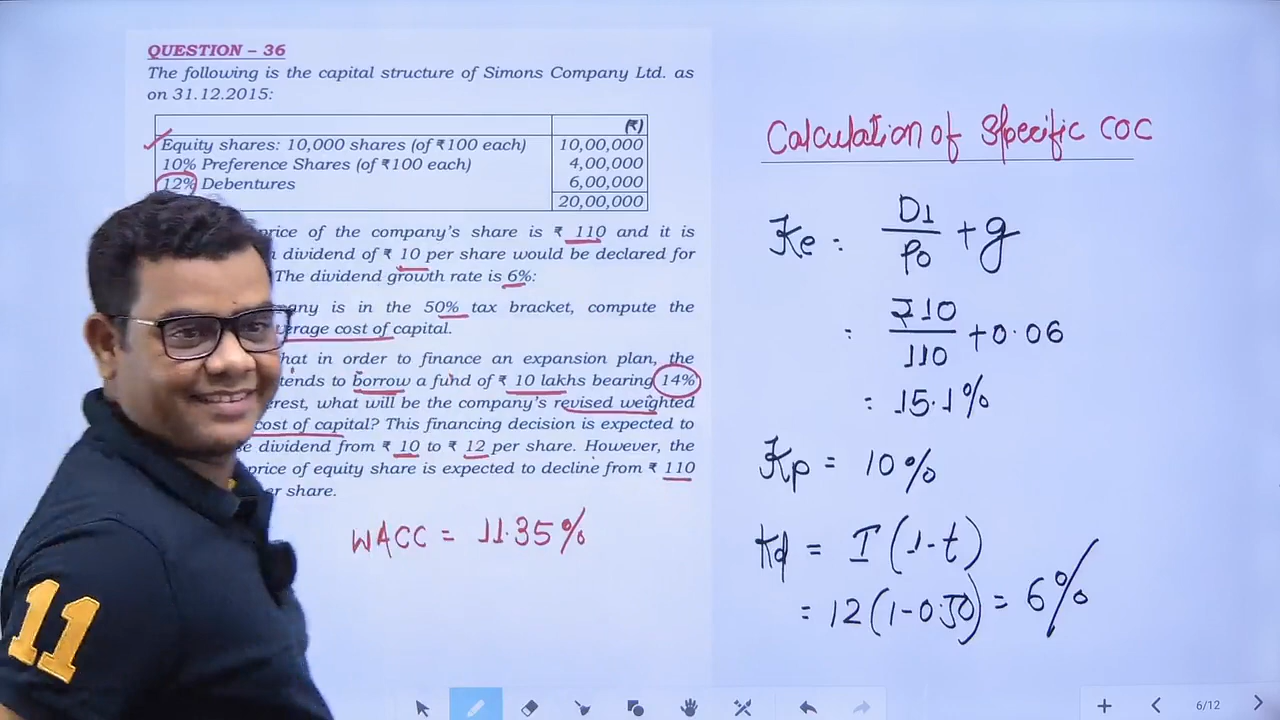 QUESTION – 36
The following is the capital structure of Simons Company Ltd. as
on 31.12.2015:
(₹)
Equity shares: 10,000 shares (of ₹100 each) 10,00,000
10% Preference Shares (of ₹100 each) 4,00,000
12% Debentures 6,00,000
20,00,000
price of the company's share is ₹ 110 and it is
dividend of ₹ 10 per share would be declared for
The dividend growth rate is 6%:
is in the 50% tax bracket, compute the
cost of capital.
in order to finance an expansion plan, the
borrow a fund of ₹ 10 lakhs bearing 14%
what will be the company's revised weighted
cost of capital? This financing decision is expected to
dividend from ₹ 10 to ₹ 12 per share. However, the
price of equity share is expected to decline from ₹ 110
share.
WACC = 11.35%
Calculation of Specific COC
Ke = D1/P0 + g
= ₹10/110 + 0.06
= 15.1%
Kp = 10%
Kd = I (1-t)
= 12 (1-0.50) = 6%
11
6/12